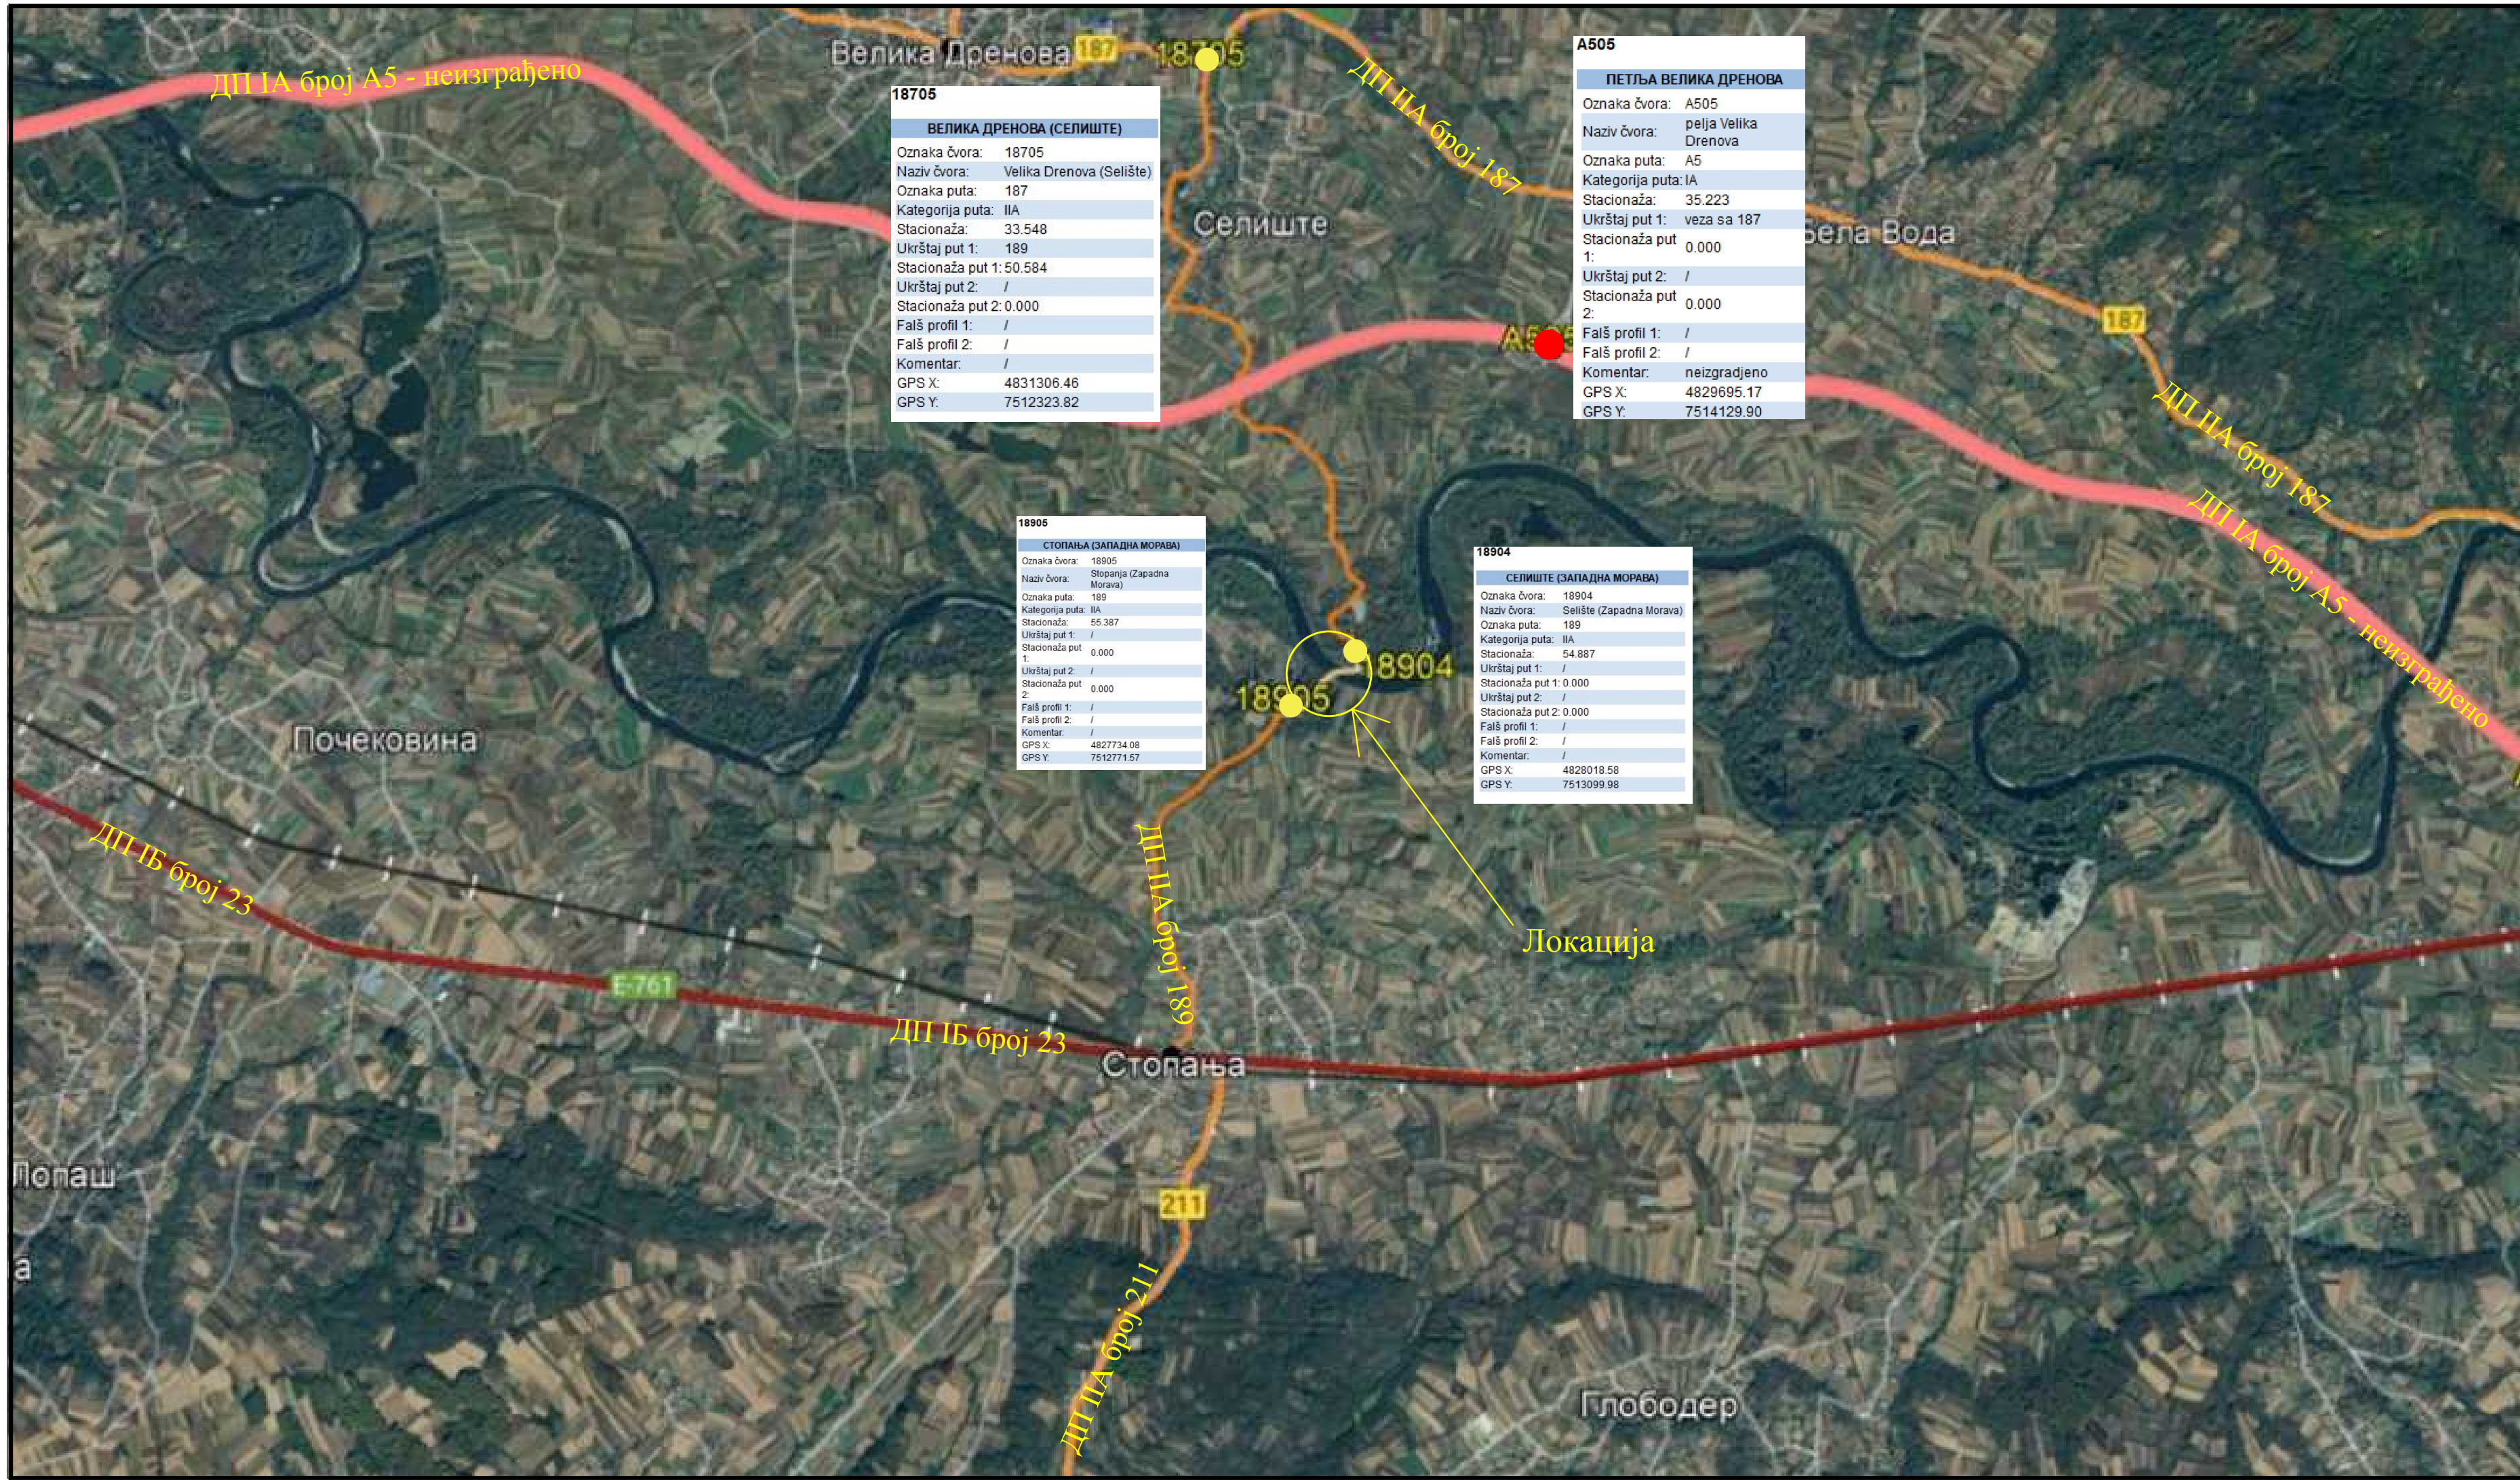 ДП IА број А5 - неизграђено
Велика Дренова
187
18705
ДП IIА број 187
18705
ВЕЛИКА ДРЕНОВА (СЕЛИШТЕ)
Oznaka čvora: 18705
Naziv čvora: Velika Drenova (Selište)
Oznaka puta: 187
Kategorija puta: IIA
Stacionaža: 33.548
Ukrštaj put 1: 189
Stacionaža put 1: 50.584
Ukrštaj put 2: /
Stacionaža put 2: 0.000
Falš profil 1: /
Falš profil 2: /
Komentar: /
GPS X: 4831306.46
GPS Y: 7512323.82
A505
ПЕТЉА ВЕЛИКА ДРЕНОВА
Oznaka čvora: A505
Naziv čvora: pelja Velika
Drenova
Oznaka puta: A5
Kategorija puta: IA
Stacionaža: 35.223
Ukrštaj put 1: veza sa 187
Stacionaža put
1: 0.000
Ukrštaj put 2: /
Stacionaža put
2: 0.000
Falš profil 1: /
Falš profil 2: /
Komentar: neizgradjeno
GPS X: 4829695.17
GPS Y: 7514129.90
Селиште
Бела Вода
187
A505
ДП IIА број 187
ДП IА број А5 - неизграђено
18905
СТОПАЊА (ЗАПАДНА МОРАВА)
Oznaka čvora: 18905
Naziv čvora: Stopanja (Zapadna
Morava)
Oznaka puta: 189
Kategorija puta: IIA
Stacionaža: 55.387
Ukrštaj put 1: /
Stacionaža put
1: 0.000
Ukrštaj put 2: /
Stacionaža put
2: 0.000
Falš profil 1: /
Falš profil 2: /
Komentar: /
GPS X: 4827734.08
GPS Y: 7512771.57
18904
СЕЛИШТЕ (ЗАПАДНА МОРАВА)
Oznaka čvora: 18904
Naziv čvora: Selište (Zapadna Morava)
Oznaka puta: 189
Kategorija puta: IIA
Stacionaža: 54.887
Ukrštaj put 1: /
Stacionaža put 1: 0.000
Ukrštaj put 2: /
Stacionaža put 2: 0.000
Falš profil 1: /
Falš profil 2: /
Komentar: /
GPS X: 4828018.58
GPS Y: 7513099.98
18904
18905
Почековина
ДП IБ број 23
ДП IIА број 189
Локација
E-761
ДП IБ број 23
Стопања
Лопаш
211
а
ДП IIА број 211
Глободер